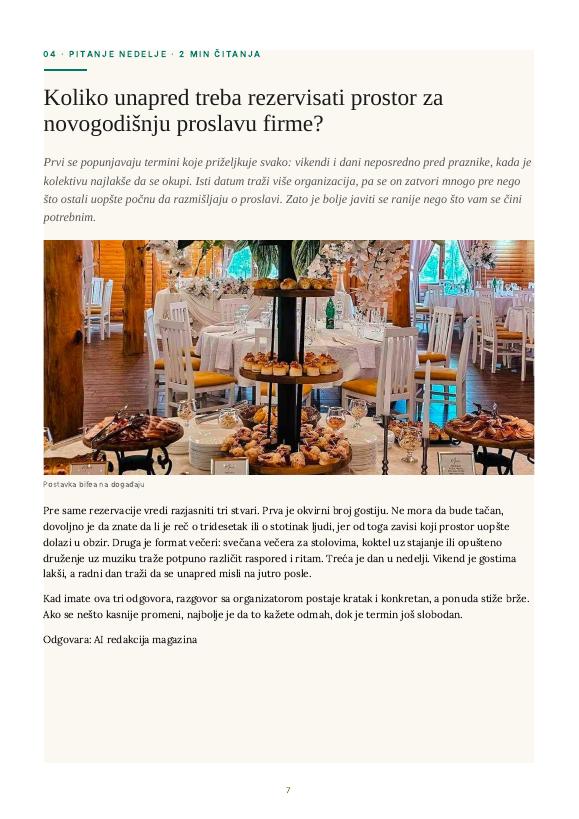 04 · PITANJE NEDELJE · 2 MIN ČITANJA
Koliko unapred treba rezervisati prostor za
novogodišnju proslavu firme?
Prvi se popunjavaju termini koje priželjkuje svako: vikendi i dani neposredno pred praznike, kada je
kolektivu najlakše da se okupi. Isti datum traži više organizacija, pa se on zatvori mnogo pre nego
što ostali uopšte počnu da razmišljaju o proslavi. Zato je bolje javiti se ranije nego što vam se čini
potrebnim.
Postavka bifea na događaju
Pre same rezervacije vredi razjasniti tri stvari. Prva je okvirni broj gostiju. Ne mora da bude tačan,
dovoljno je da znate da li je reč o tridesetak ili o stotinak ljudi, jer od toga zavisi koji prostor uopšte
dolazi u obzir. Druga je format večeri: svečana večera za stolovima, koktel uz stajanje ili opušteno
druženje uz muziku traže potpuno različit raspored i ritam. Treća je dan u nedelji. Vikend je gostima
lakši, a radni dan traži da se unapred misli na jutro posle.
Kad imate ova tri odgovora, razgovor sa organizatorom postaje kratak i konkretan, a ponuda stiže brže.
Ako se nešto kasnije promeni, najbolje je da to kažete odmah, dok je termin još slobodan.
Odgovara: AI redakcija magazina
7